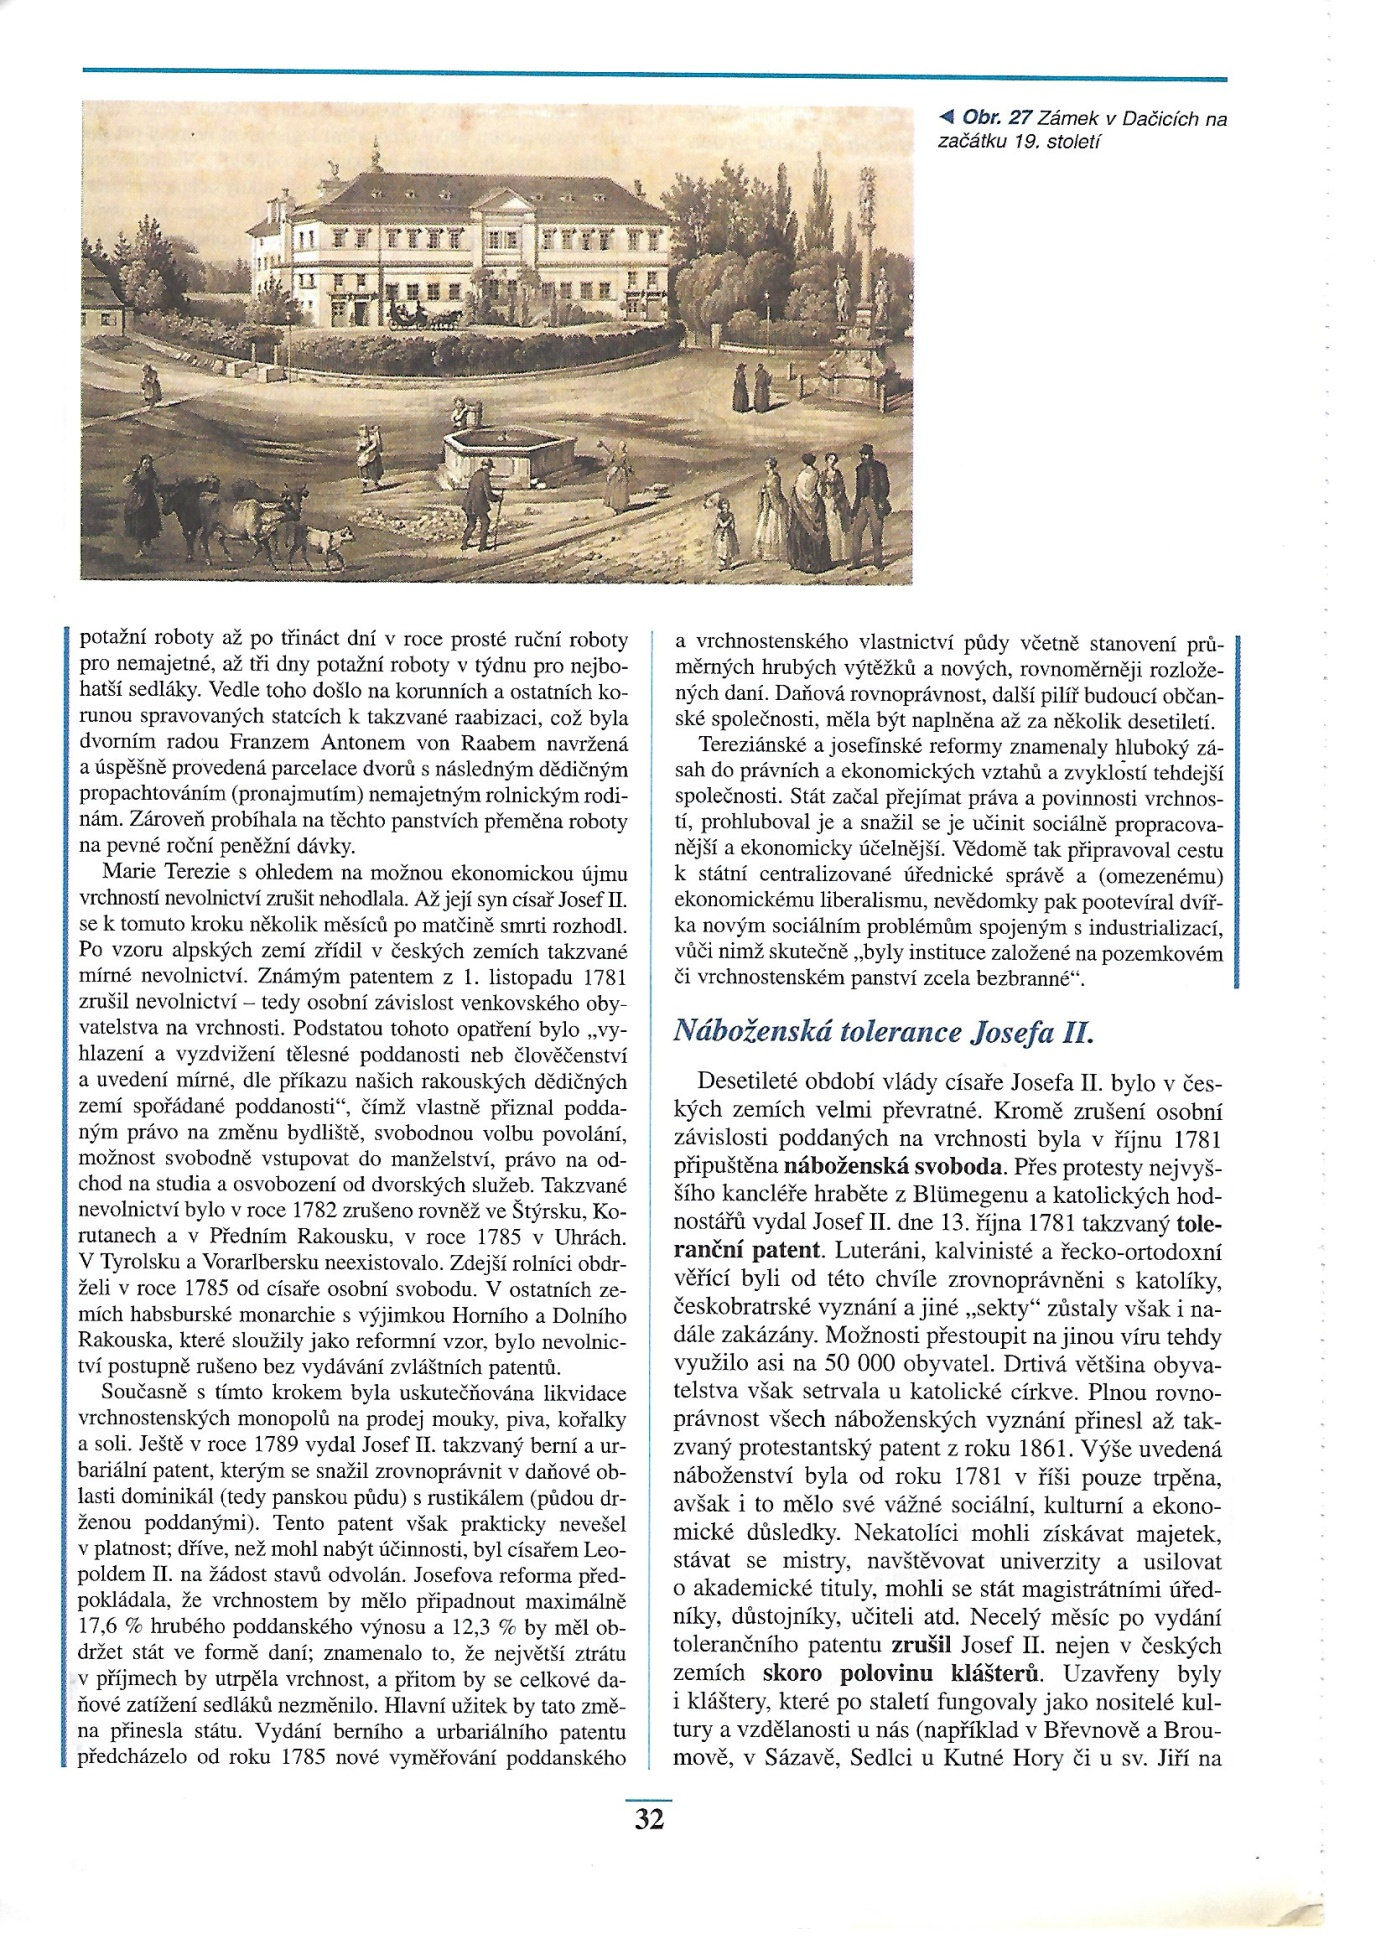 ◄ Obr. 27 Zámek v Dačicích na
začátku 19. století
potažní roboty až po třináct dní v roce prosté ruční roboty
pro nemajetné, až tři dny potažní roboty v týdnu pro nejbo-
hatší sedláky. Vedle toho došlo na korunních a ostatních ko-
runou spravovaných statcích k takzvané raabizaci, což byla
dvorním radou Franzem Antonem von Raabem navržená
a úspěšně provedená parcelace dvorů s následným dědičným
propachtováním (pronajmutím) nemajetným rolnickým rodi-
nám. Zároveň probíhala na těchto panstvích přeměna roboty
na pevné roční peněžní dávky.
Marie Terezie s ohledem na možnou ekonomickou újmu
vrchností nevolnictví zrušit nehodlala. Až její syn císař Josef II.
se k tomuto kroku několik měsíců po matčině smrti rozhodl.
Po vzoru alpských zemí zřídil v českých zemích takzvané
mírné nevolnictví. Známým patentem z 1. listopadu 1781
zrušil nevolnictví – tedy osobní závislost venkovského oby-
vatelstva na vrchnosti. Podstatou tohoto opatření bylo „vy-
hlazení a vyzdvižení tělesné poddanosti neb člověčenství
a uvedení mírné, dle příkazu našich rakouských dědičných
zemí spořádané poddanosti“, čímž vlastně přiznal podda-
ným právo na změnu bydliště, svobodnou volbu povolání,
možnost svobodně vstupovat do manželství, právo na od-
chod na studia a osvobození od dvorských služeb. Takzvané
nevolnictví bylo v roce 1782 zrušeno rovněž ve Štýrsku, Ko-
rutanech a v Předním Rakousku, v roce 1785 v Uhrách.
V Tyrolsku a Vorarlbersku neexistovalo. Zdejší rolníci obdr-
želi v roce 1785 od císaře osobní svobodu. V ostatních ze-
mích habsburské monarchie s výjimkou Horního a Dolního
Rakouska, které sloužily jako reformní vzor, bylo nevolnic-
tví postupně rušeno bez vydávání zvláštních patentů.
Současně s tímto krokem byla uskutečňována likvidace
vrchnostenských monopolů na prodej mouky, piva, kořalky
a soli. Ještě v roce 1789 vydal Josef II. takzvaný berní a ur-
bariální patent, kterým se snažil zrovnoprávnit v daňové ob-
lasti dominikál (tedy panskou půdu) s rustikálem (půdou dr-
ženou poddanými). Tento patent však prakticky nevešel
v platnost; dříve, než mohl nabýt účinnosti, byl císařem Leo-
poldem II. na žádost stavů odvolán. Josefova reforma před-
pokládala, že vrchnostem by mělo připadnout maximálně
17,6 % hrubého poddanského výnosu a 12,3 % by měl ob-
držet stát ve formě daní; znamenalo to, že největší ztrátu
v příjmech by utrpěla vrchnost, a přitom by se celkové da-
ňové zatížení sedláků nezměnilo. Hlavní užitek by tato změ-
na přinesla státu. Vydání berního a urbariálního patentu
předcházelo od roku 1785 nové vyměřování poddanského
a vrchnostenského vlastnictví půdy včetně stanovení prů-
měrných hrubých výtěžků a nových, rovnoměrněji rozlože-
ných daní. Daňová rovnoprávnost, další pilíř budoucí občan-
ské společnosti, měla být naplněna až za několik desetiletí.
Tereziánské a josefínské reformy znamenaly hluboký zá-
sah do právních a ekonomických vztahů a zvyklostí tehdejší
společnosti. Stát začal přejímat práva a povinnosti vrchnos-
tí, prohluboval je a snažil se je učinit sociálně propracova-
nější a ekonomicky účelnější. Vědomě tak připravoval cestu
k státní centralizované úřednické správě a (omezenému)
ekonomickému liberalismu, nevědomky pak pootevíral dvíř-
ka novým sociálním problémům spojeným s industrializací,
vůči nimž skutečně „byly instituce založené na pozemkovém
či vrchnostenském panství zcela bezbranné“.
Náboženská tolerance Josefa II.
Desetileté období vlády císaře Josefa II. bylo v čes-
kých zemích velmi převratné. Kromě zrušení osobní
závislosti poddaných na vrchnosti byla v říjnu 1781
připuštěna náboženská svoboda. Přes protesty nejvyš-
šího kancléře hraběte z Blümegenu a katolických hod-
nostářů vydal Josef II. dne 13. října 1781 takzvaný tole-
ranční patent. Luteráni, kalvinisté a řecko-ortodoxní
věřící byli od této chvíle zrovnoprávněni s katolíky,
českobratrské vyznání a jiné „sekty“ zůstaly však i na-
dále zakázány. Možnosti přestoupit na jinou víru tehdy
využilo asi na 50 000 obyvatel. Drtivá většina obyva-
telstva však setrvala u katolické církve. Plnou rovno-
právnost všech náboženských vyznání přinesl až tak-
zvaný protestantský patent z roku 1861. Výše uvedená
náboženství byla od roku 1781 v říši pouze trpěna,
avšak i to mělo své vážné sociální, kulturní a ekono-
mické důsledky. Nekatolíci mohli získávat majetek,
stávat se mistry, navštěvovat univerzity a usilovat
o akademické tituly, mohli se stát magistrátními úřed-
níky, důstojníky, učiteli atd. Necelý měsíc po vydání
tolerančního patentu zrušil Josef II. nejen v českých
zemích skoro polovinu klášterů. Uzavřeny byly
i kláštery, které po staletí fungovaly jako nositelé kul-
tury a vzdělanosti u nás (například v Břevnově a Brou-
mově, v Sázavě, Sedlci u Kutné Hory či u sv. Jiří na
32